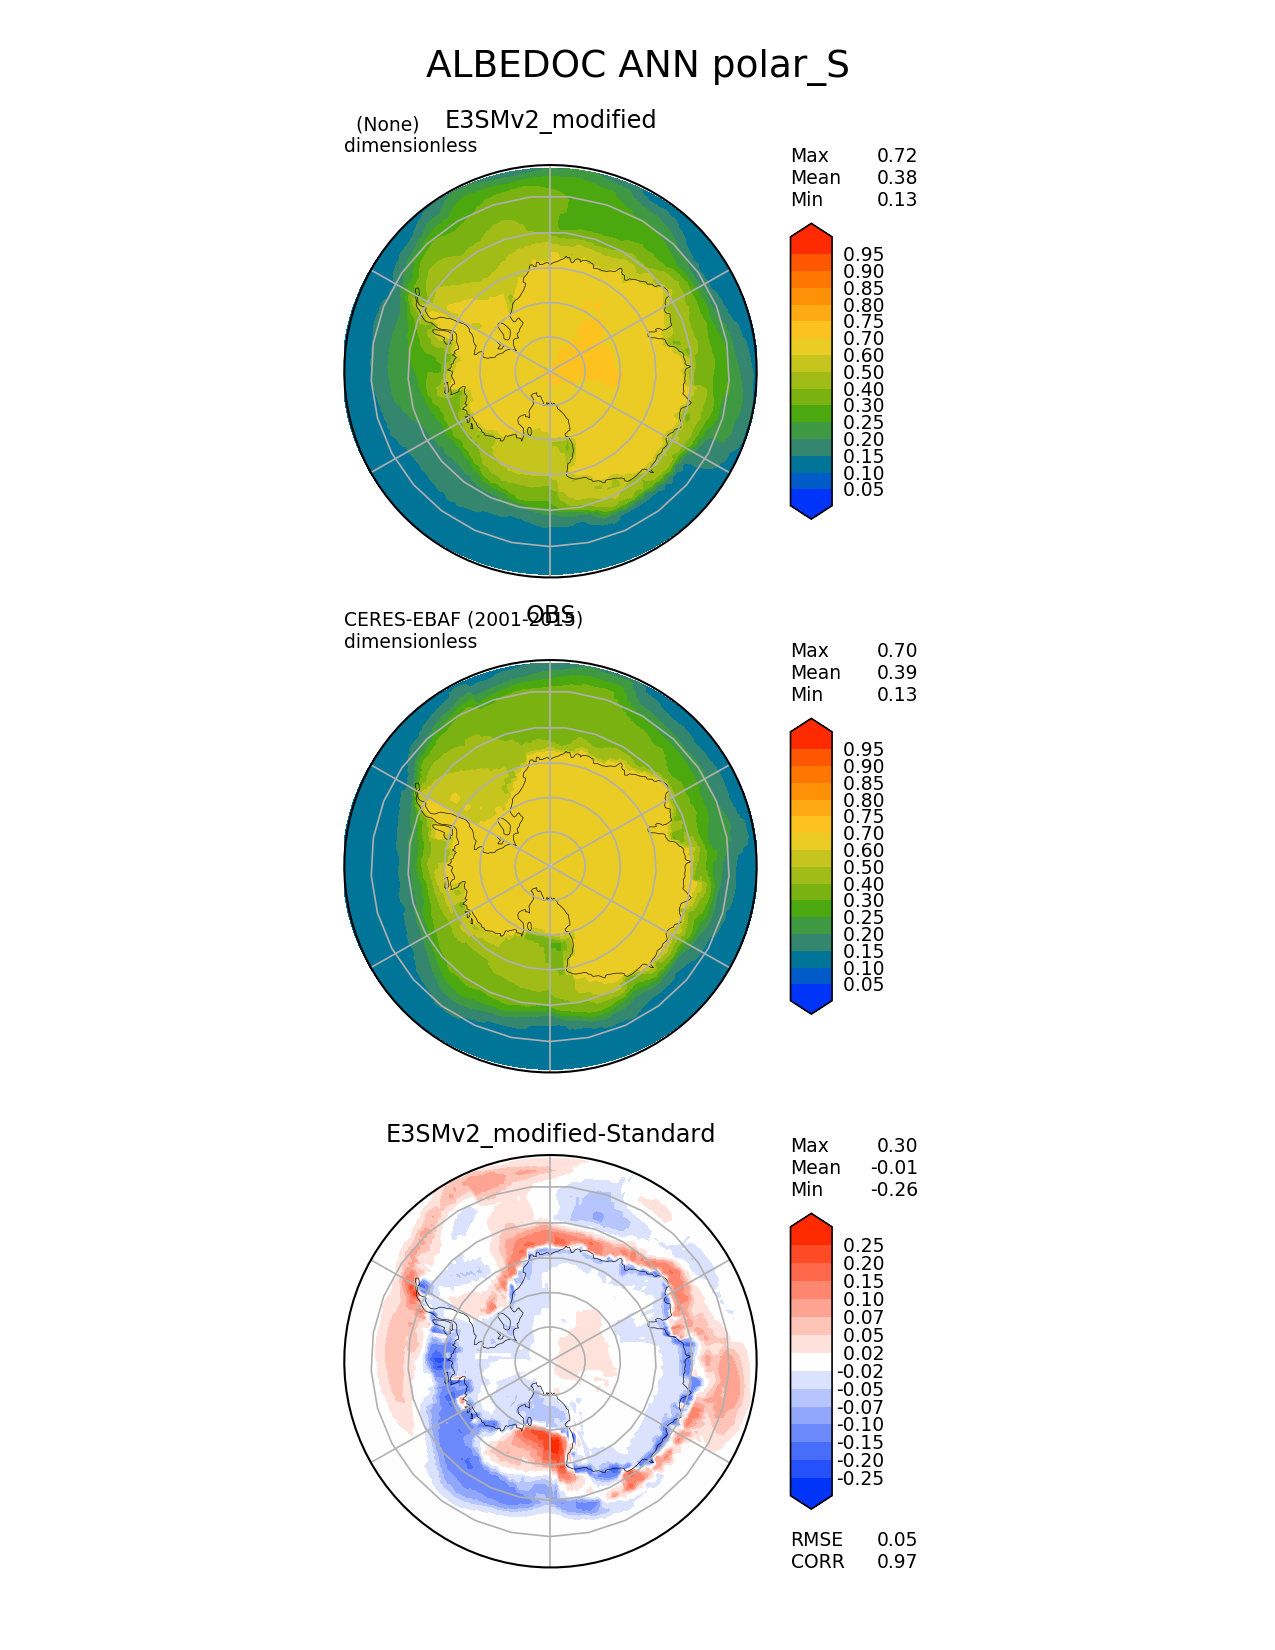 ALBEDOC ANN polar_S
E3SMv2_modified
(None)
dimensionless
Max 0.72
Mean 0.38
Min 0.13
0.95
0.90
0.85
0.80
0.75
0.70
0.60
0.50
0.40
0.30
0.25
0.20
0.15
0.10
0.05
OBS
CERES-EBAF (2001-2015)
dimensionless
Max 0.70
Mean 0.39
Min 0.13
0.95
0.90
0.85
0.80
0.75
0.70
0.60
0.50
0.40
0.30
0.25
0.20
0.15
0.10
0.05
E3SMv2_modified-Standard
Max 0.30
Mean -0.01
Min -0.26
0.25
0.20
0.15
0.10
0.07
0.05
0.02
-0.02
-0.05
-0.07
-0.10
-0.15
-0.20
-0.25
RMSE 0.05
CORR 0.97